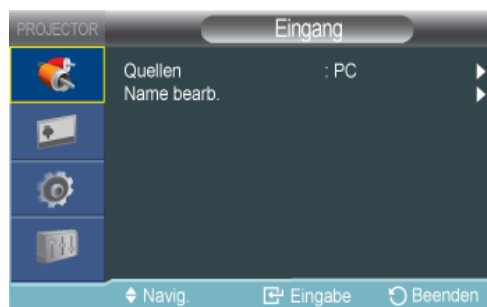 PROJECTOR
Eingang
Quellen : PC
Name bearb.
Navig. Eingabe Beenden